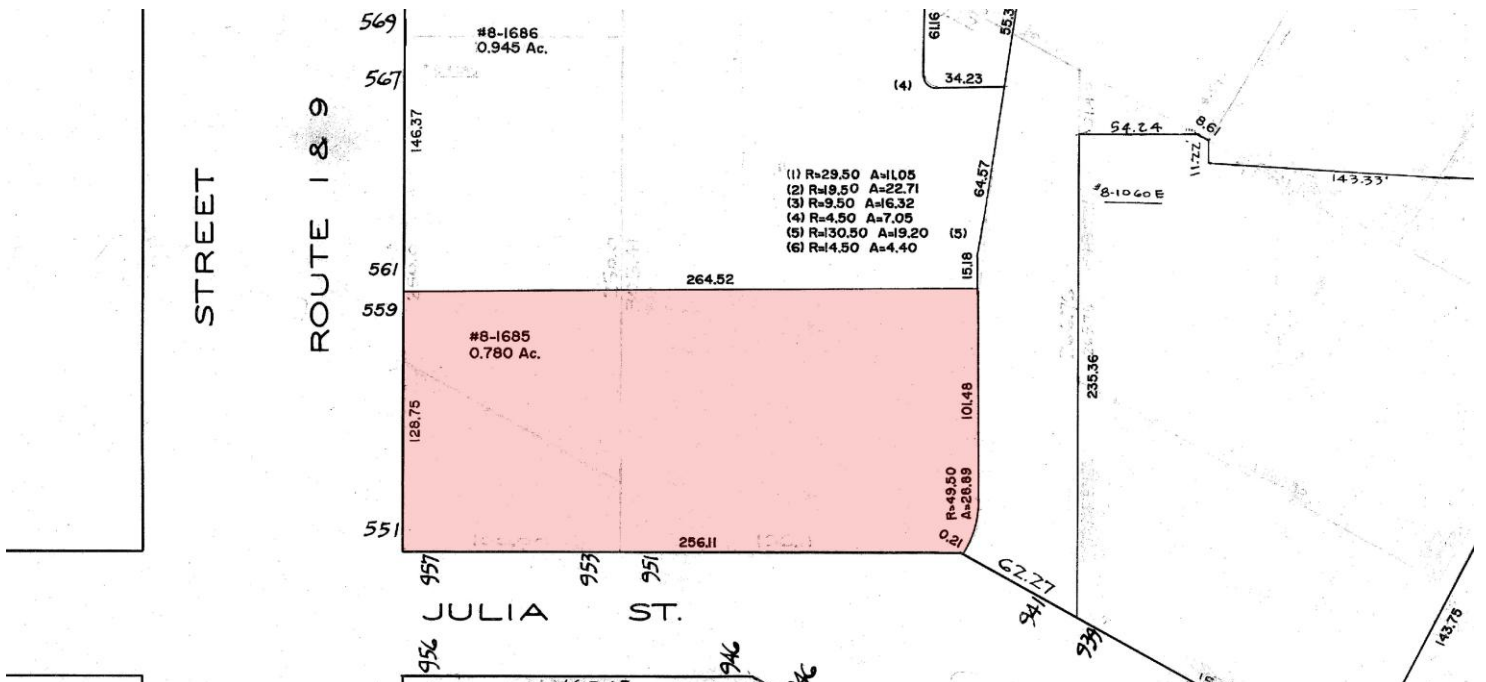 569
#8-1686
0.945 Ac.
61.16
55.3
567
(4)
34.23
146.37
STREET
ROUTE 1 & 9
54.24
8.61
11.22'
143.33'
#8-1060E
(1) R=29.50 A=11.05
(2) R=19.50 A=22.71
(3) R=9.50 A=16.32
(4) R=4.50 A=7.05
(5) R=130.50 A=19.20
(6) R=14.50 A=4.40
(5)
64.57
561
264.52
15.18
559
#8-1685
0.780 Ac.
128.75
101.48
235.36
R=49.50
A=28.89
551
256.11
0.21
957
953
951
62.27
941
939
JULIA ST.
956
946
946
143.75